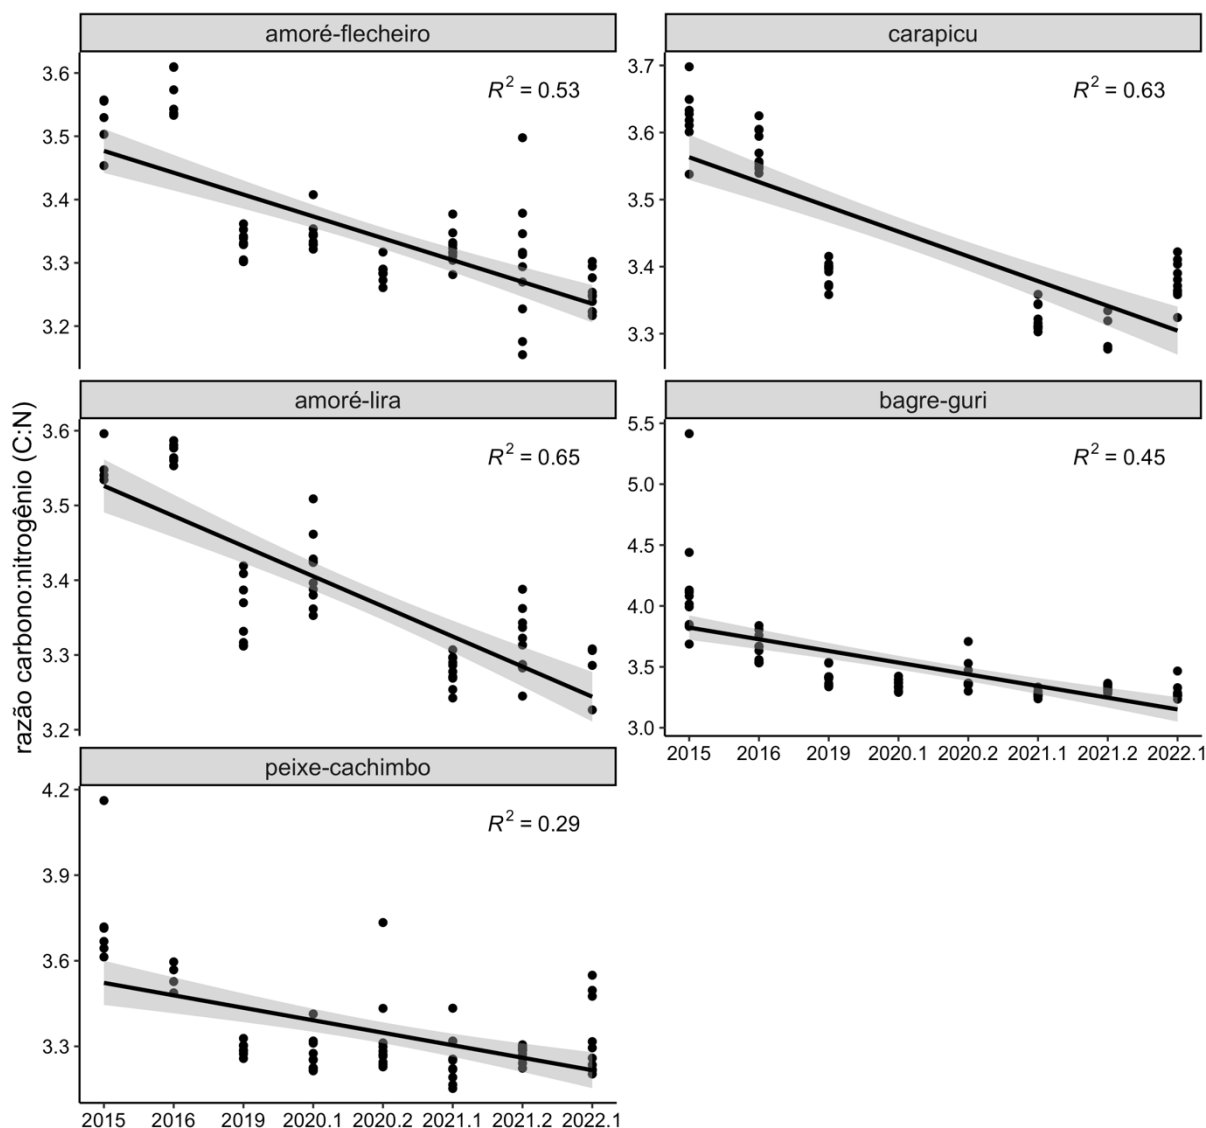 amoré-flecheiro
R² = 0.53
3.6
3.5
3.4
3.3
3.2
carapicu
R² = 0.63
3.7
3.6
3.5
3.4
3.3
razão carbono:nitrogênio (C:N)
amoré-lira
R² = 0.65
3.6
3.5
3.4
3.3
3.2
bagre-guri
R² = 0.45
5.5
5.0
4.5
4.0
3.5
3.0
2015 2016 2019 2020.1 2020.2 2021.1 2021.2 2022.1
peixe-cachimbo
R² = 0.29
4.2
3.9
3.6
3.3
2015 2016 2019 2020.1 2020.2 2021.1 2021.2 2022.1